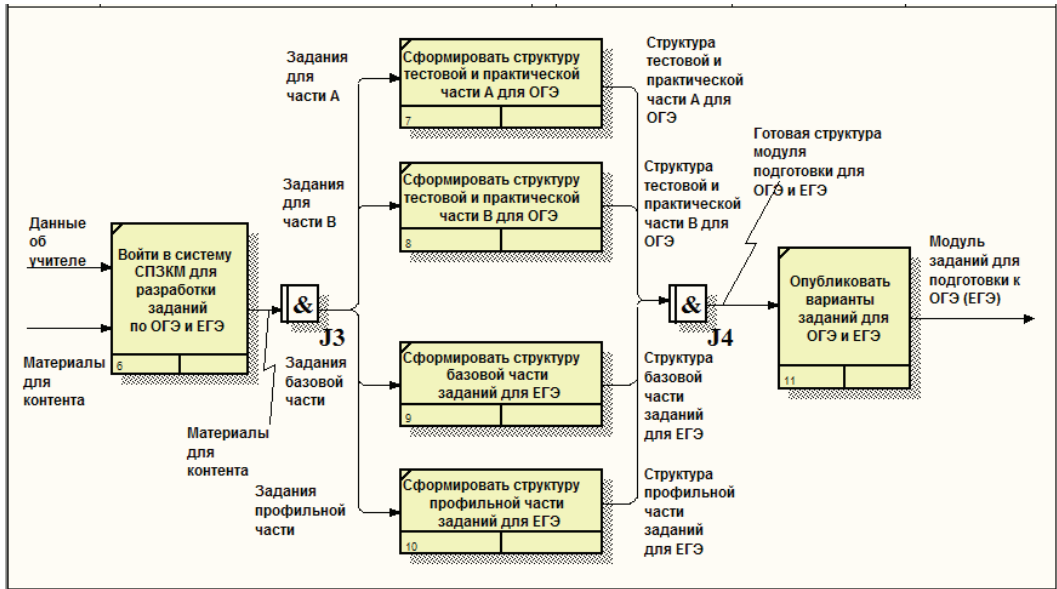 Данные
об
учителе
Материалы
для
контента
Войти в систему
СПЗКМ для
разработки
заданий
по ОГЭ и ЕГЭ
6
Материалы
для
контента
&
J3
Задания
для
части А
Задания
для
части В
Задания
базовой
части
Задания
профильной
части
Сформировать структуру
тестовой и практической
части А для ОГЭ
7
Сформировать структуру
тестовой и практической
части В для ОГЭ
8
Сформировать структуру
базовой части
заданий для ЕГЭ
9
Сформировать структуру
профильной части
заданий для ЕГЭ
10
Структура
тестовой и
практической
части А для
ОГЭ
Структура
тестовой и
практической
части В для
ОГЭ
Структура
базовой
части
заданий
для ЕГЭ
Структура
профильной
части
заданий
для ЕГЭ
&
J4
Готовая структура
модуля
подготовки для
ОГЭ и ЕГЭ
Опубликовать
варианты
заданий для
ОГЭ и ЕГЭ
11
Модуль
заданий для
подготовки к
ОГЭ (ЕГЭ)